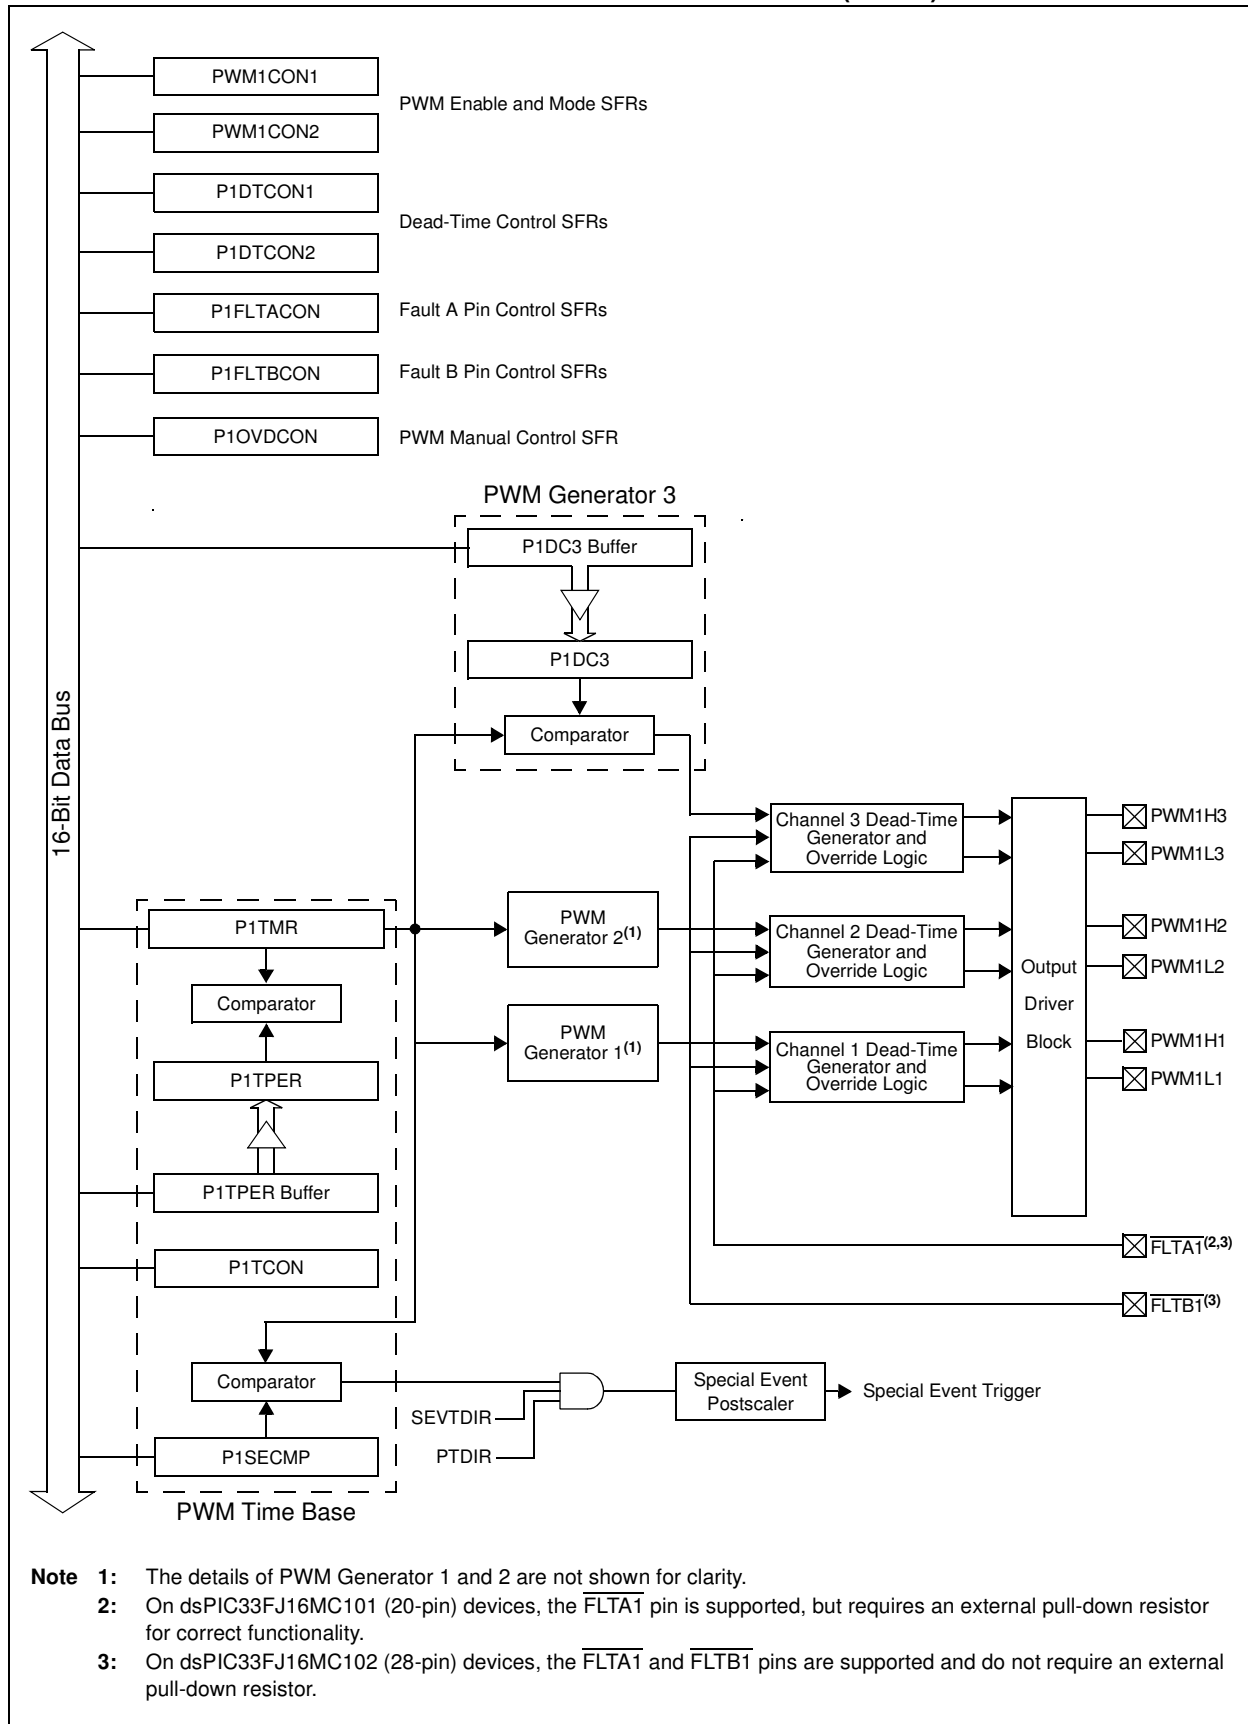 PWM1CON1
PWM Enable and Mode SFRs
PWM1CON2
P1DTCON1
Dead-Time Control SFRs
P1DTCON2
P1FLTACON
Fault A Pin Control SFRs
P1FLTBCON
Fault B Pin Control SFRs
P1OVDCON
PWM Manual Control SFR
PWM Generator 3
P1DC3 Buffer
P1DC3
Comparator
16-Bit Data Bus
Channel 3 Dead-Time
Generator and
Override Logic
PWM1H3
PWM1L3
P1TMR
PWM
Generator 2(1)
Channel 2 Dead-Time
Generator and
Override Logic
PWM1H2
PWM1L2
Output
Driver
Block
Comparator
PWM
Generator 1(1)
Channel 1 Dead-Time
Generator and
Override Logic
PWM1H1
PWM1L1
P1TPER
P1TPER Buffer
P1TCON
FLTA1(2,3)
FLTB1(3)
Comparator
SEVTDIR
PTDIR
Special Event
Postscaler
Special Event Trigger
P1SECMP
PWM Time Base
Note 1: The details of PWM Generator 1 and 2 are not shown for clarity.
2: On dsPIC33FJ16MC101 (20-pin) devices, the FLTA1 pin is supported, but requires an external pull-down resistor
for correct functionality.
3: On dsPIC33FJ16MC102 (28-pin) devices, the FLTA1 and FLTB1 pins are supported and do not require an external
pull-down resistor.